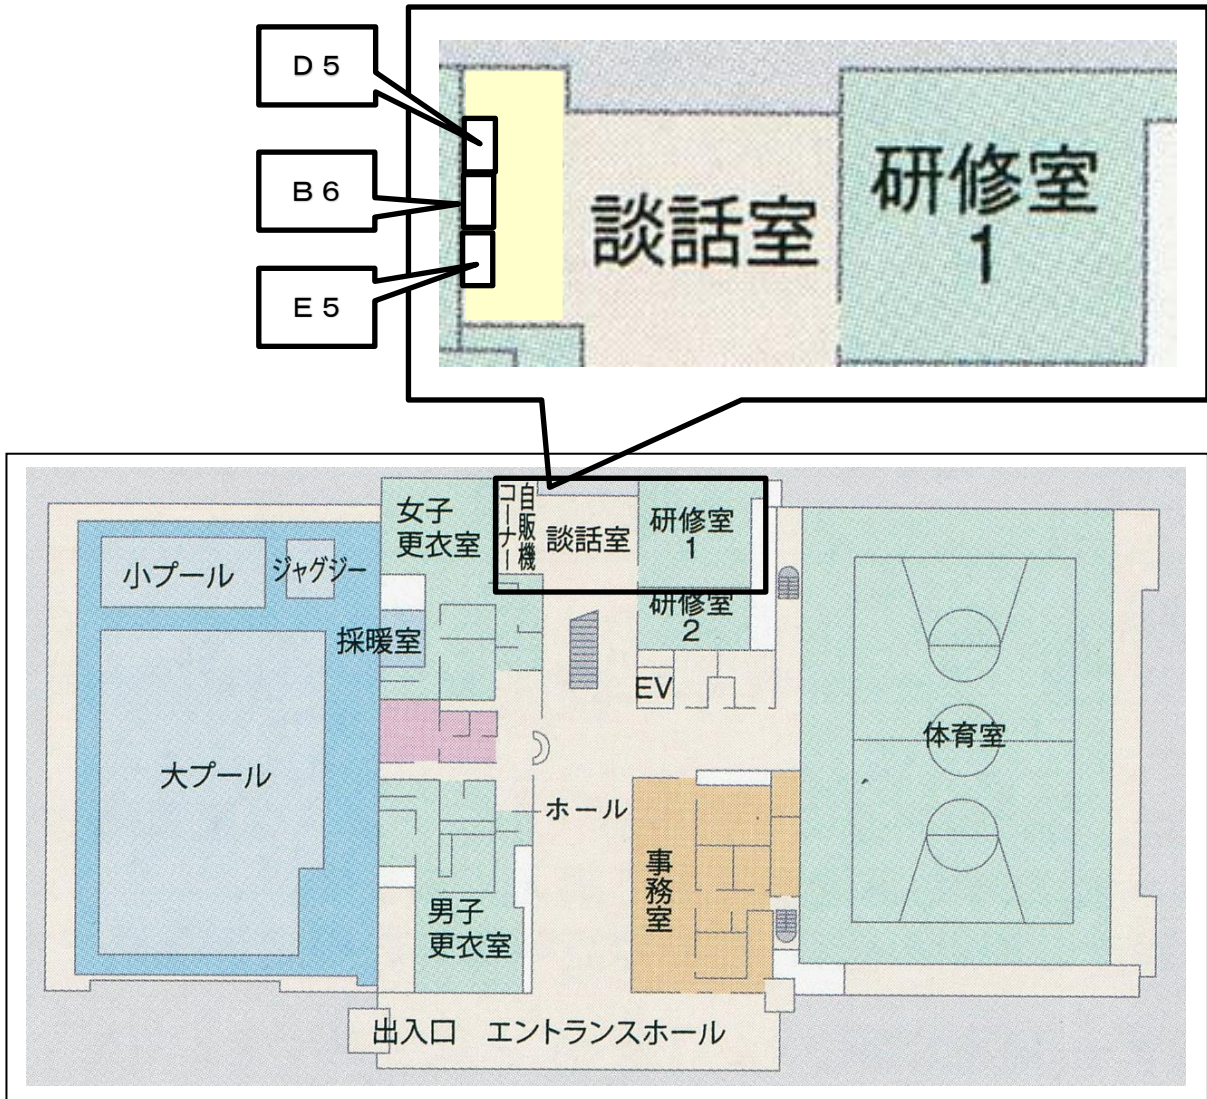 Ｄ５
Ｂ６
Ｅ５
談話室
研修室
1
女子
更衣室
自販機
コーナー
談話室
研修室
1
小プール
ジャグジー
採暖室
研修室
2
EV
体育室
大プール
ホール
事務室
男子
更衣室
出入口　エントランスホール